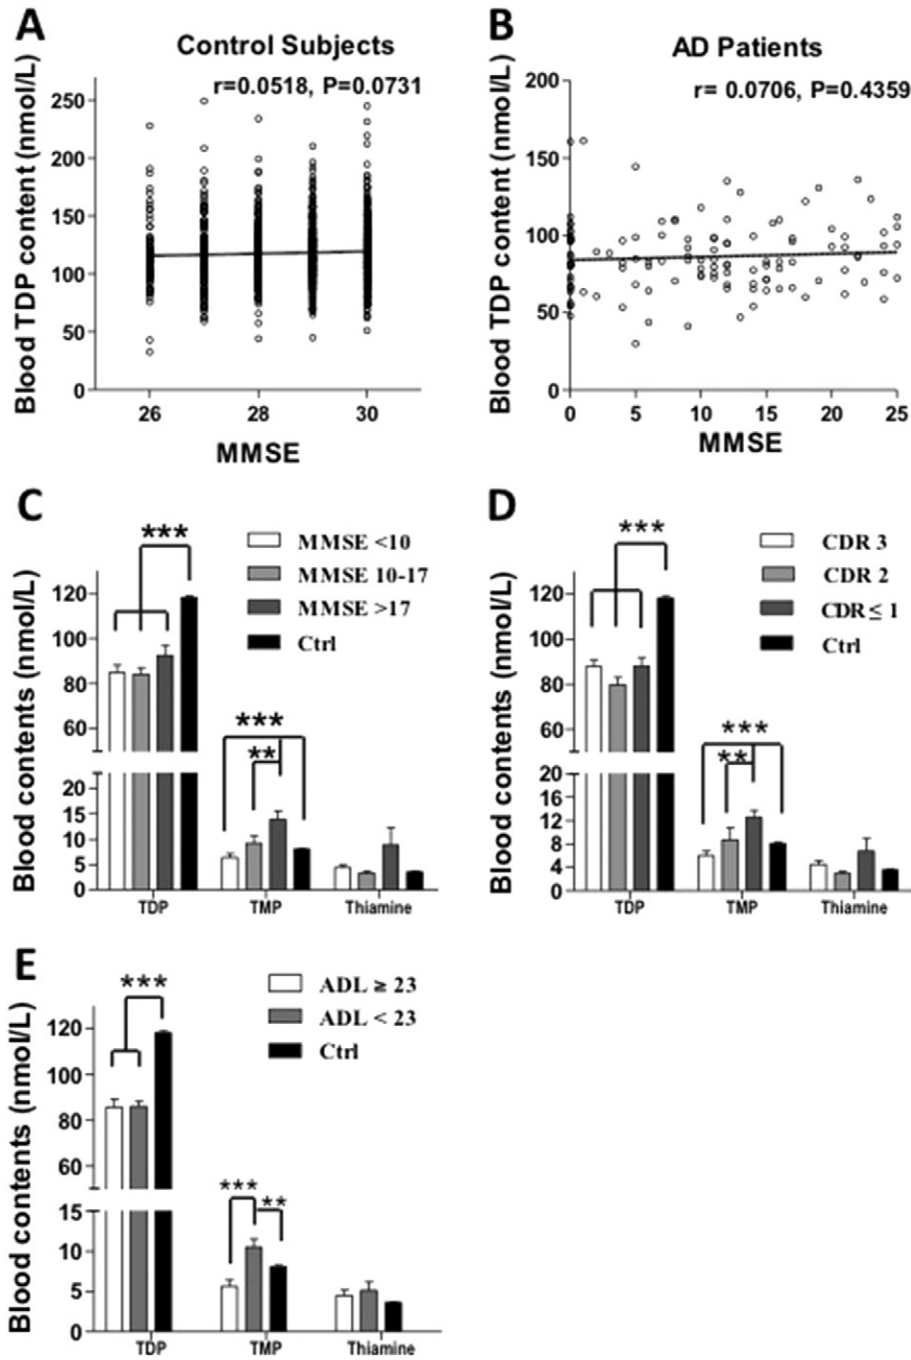 A
Control Subjects
r=0.0518, P=0.0731
Blood TDP content (nmol/L)
250
200
150
100
50
0
26 28 30
MMSE
B
AD Patients
r= 0.0706, P=0.4359
Blood TDP content (nmol/L)
200
150
100
50
0
0 5 10 15 20 25
MMSE
C
***
MMSE <10
MMSE 10-17
MMSE >17
Ctrl
Blood contents (nmol/L)
120
100
80
60
***
**
20
15
10
5
0
TDP TMP Thiamine
D
***
CDR 3
CDR 2
CDR ≤ 1
Ctrl
Blood contents (nmol/L)
120
100
80
60
***
**
20
16
12
8
4
0
TDP TMP Thiamine
E
***
ADL ≥ 23
ADL < 23
Ctrl
Blood contents (nmol/L)
120
100
80
60
*** **
15
10
5
0
TDP TMP Thiamine